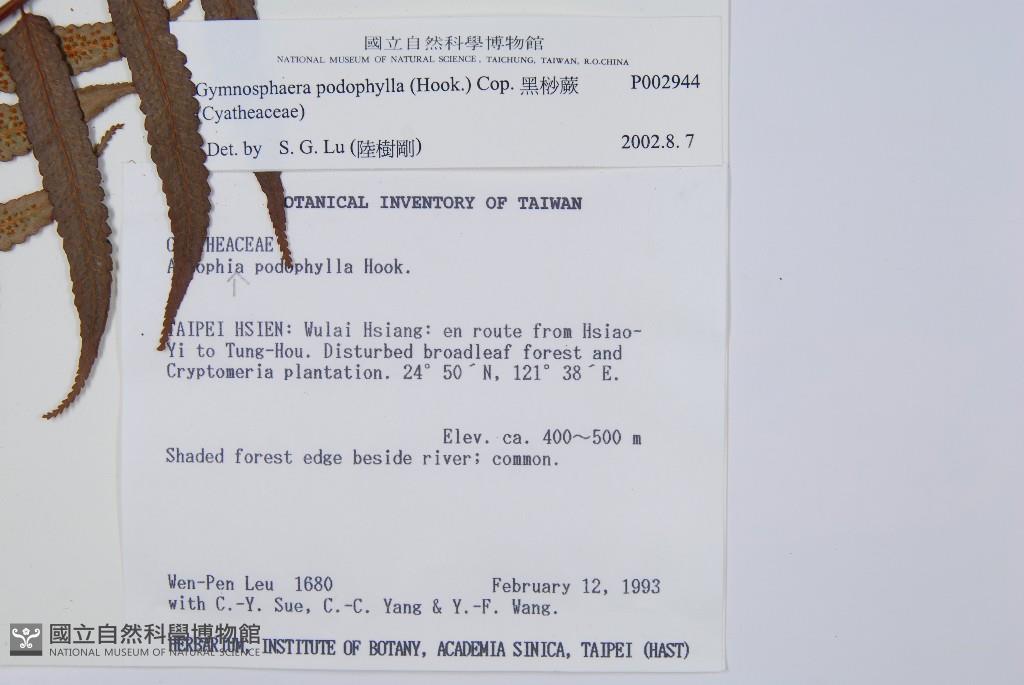 國立自然科學博物館
NATIONAL MUSEUM OF NATURAL SCIENCE, TAICHUNG, TAIWAN, R.O.CHINA
Gymnosphaera podophylla (Hook.) Cop. 黑桫蕨 P002944
(Cyatheaceae)
Det. by S. G. Lu (陸樹剛) 2002.8.7
OTANICAL INVENTORY OF TAIWAN
HEACEAE
podophylla Hook.
TAIPEI HSIEN: Wulai Hsiang: en route from Hsiao-
Yi to Tung-Hou. Disturbed broadleaf forest and
Cryptomeria plantation. 24° 50´N, 121° 38´E.
Elev. ca. 400~500 m
Shaded forest edge beside river; common.
Wen-Pen Leu 1680 February 12, 1993
with C.-Y. Sue, C.-C. Yang & Y.-F. Wang.
HERBARIUM, INSTITUTE OF BOTANY, ACADEMIA SINICA, TAIPEI (HAST)
國立自然科學博物館
NATIONAL MUSEUM OF NATURAL SCIENCE